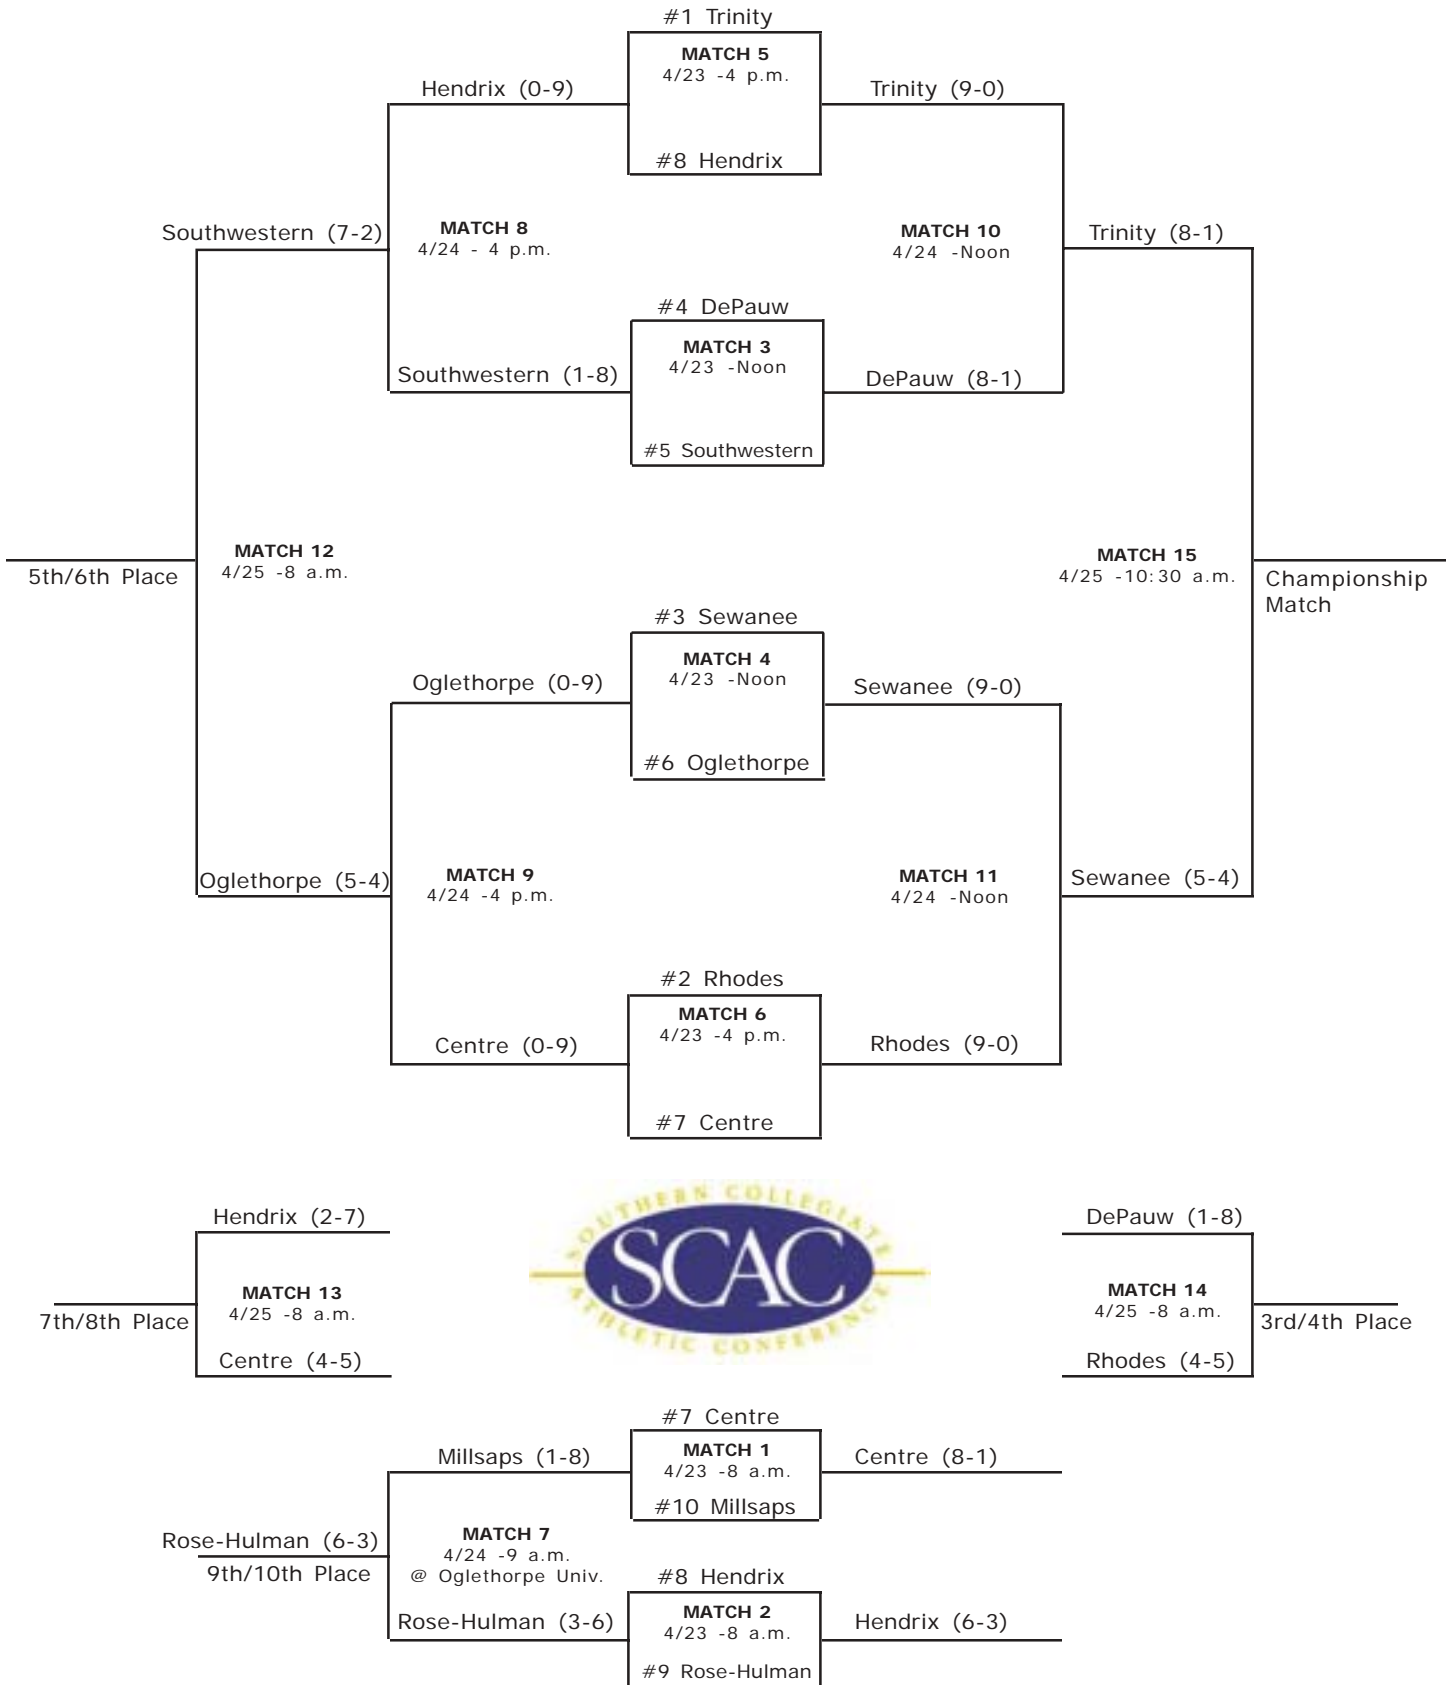 #1 Trinity
MATCH 5
4/23 -4 p.m.
Hendrix (0-9)
Trinity (9-0)
#8 Hendrix
Southwestern (7-2)
MATCH 8
4/24 - 4 p.m.
MATCH 10
4/24 -Noon
Trinity (8-1)
#4 DePauw
MATCH 3
4/23 -Noon
Southwestern (1-8)
DePauw (8-1)
#5 Southwestern
MATCH 12
4/25 -8 a.m.
5th/6th Place
MATCH 15
4/25 -10:30 a.m.
Championship
Match
#3 Sewanee
MATCH 4
4/23 -Noon
Oglethorpe (0-9)
Sewanee (9-0)
#6 Oglethorpe
Oglethorpe (5-4)
MATCH 9
4/24 -4 p.m.
MATCH 11
4/24 -Noon
Sewanee (5-4)
#2 Rhodes
MATCH 6
4/23 -4 p.m.
Centre (0-9)
Rhodes (9-0)
#7 Centre
SOUTHERN COLLEGIATE
SCAC
ATHLETIC CONFERENCE
Hendrix (2-7)
MATCH 13
4/25 -8 a.m.
7th/8th Place
Centre (4-5)
DePauw (1-8)
MATCH 14
4/25 -8 a.m.
3rd/4th Place
Rhodes (4-5)
#7 Centre
Millsaps (1-8)
MATCH 1
4/23 -8 a.m.
Centre (8-1)
#10 Millsaps
Rose-Hulman (6-3)
9th/10th Place
MATCH 7
4/24 -9 a.m.
@ Oglethorpe Univ.
#8 Hendrix
Rose-Hulman (3-6)
MATCH 2
4/23 -8 a.m.
Hendrix (6-3)
#9 Rose-Hulman